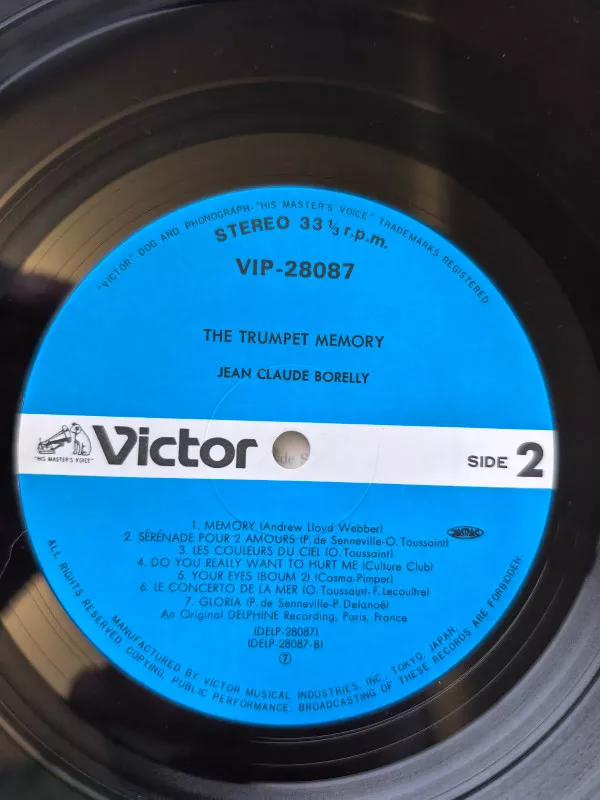 "VICTOR" DOG AND PHONOGRAPH-"HIS MASTER'S VOICE" TRADEMARKS REGISTERED
STEREO 33 ⅓ r.p.m.
VIP-28087
THE TRUMPET MEMORY
JEAN CLAUDE BORELLY
"HIS MASTER'S VOICE"
Victor
SIDE 2
1. MEMORY (Andrew Lloyd Webber)
2. SÉRÉNADE POUR 2 AMOURS (P. de Senneville-O. Toussaint)
3. LES COULEURS DU CIEL (O. Toussaint)
4. DO YOU REALLY WANT TO HURT ME (Culture Club)
5. YOUR EYES (BOUM 2) (Cosma-Pimper)
6. LE CONCERTO DE LA MER (O. Toussaint-F. Lecoultre)
7. GLORIA (P. de Senneville-P. Delanoë)
An Original DELPHINE Recording, Paris, France
(DELP-28087)
(DELP-28087-B)
7
MANUFACTURED BY VICTOR MUSICAL INDUSTRIES, INC., TOKYO, JAPAN.
ALL RIGHTS RESERVED. COPYING, PUBLIC PERFORMANCE, BROADCASTING OF THESE RECORDS ARE FORBIDDEN.